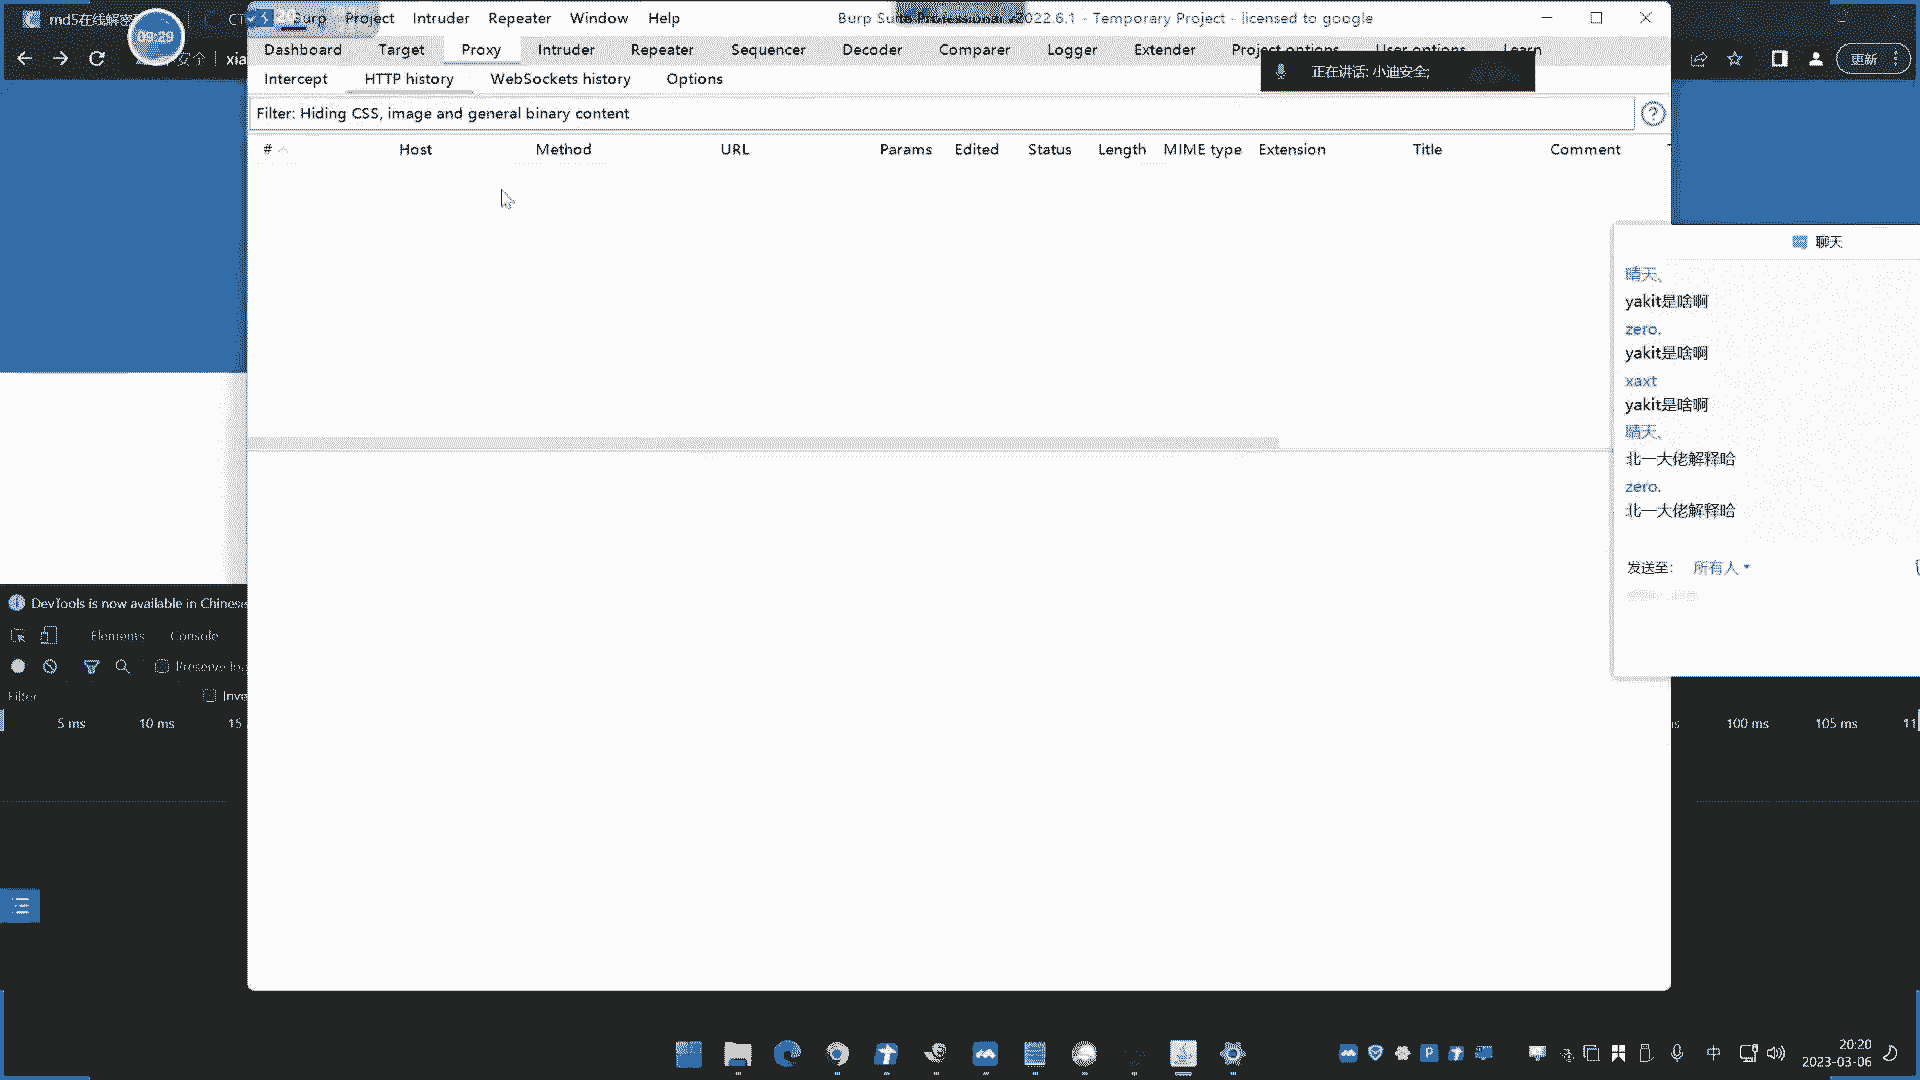 md5在线解密
09:29
Burp Project Intruder Repeater Window Help
Burp Suite Professional v2022.6.1 - Temporary Project - licensed to google
Dashboard Target Proxy Intruder Repeater Sequencer Decoder Comparer Logger Extender Project options User options Learn
安全 xia
更新
正在讲话: 小迪安全;
Intercept HTTP history WebSockets history Options
Filter: Hiding CSS, image and general binary content
# Host Method URL Params Edited Status Length MIME type Extension Title Comment
聊天
晴天、
yakit是啥啊
zero.
yakit是啥啊
xaxt
yakit是啥啊
晴天、
北一大佬解释哈
zero.
北一大佬解释哈
发送至: 所有人
DevTools is now available in Chinese
Elements Console
Preserve log
Filter Inve
5 ms 10 ms 15
100 ms 105 ms 11
中
20:20
2023-03-06